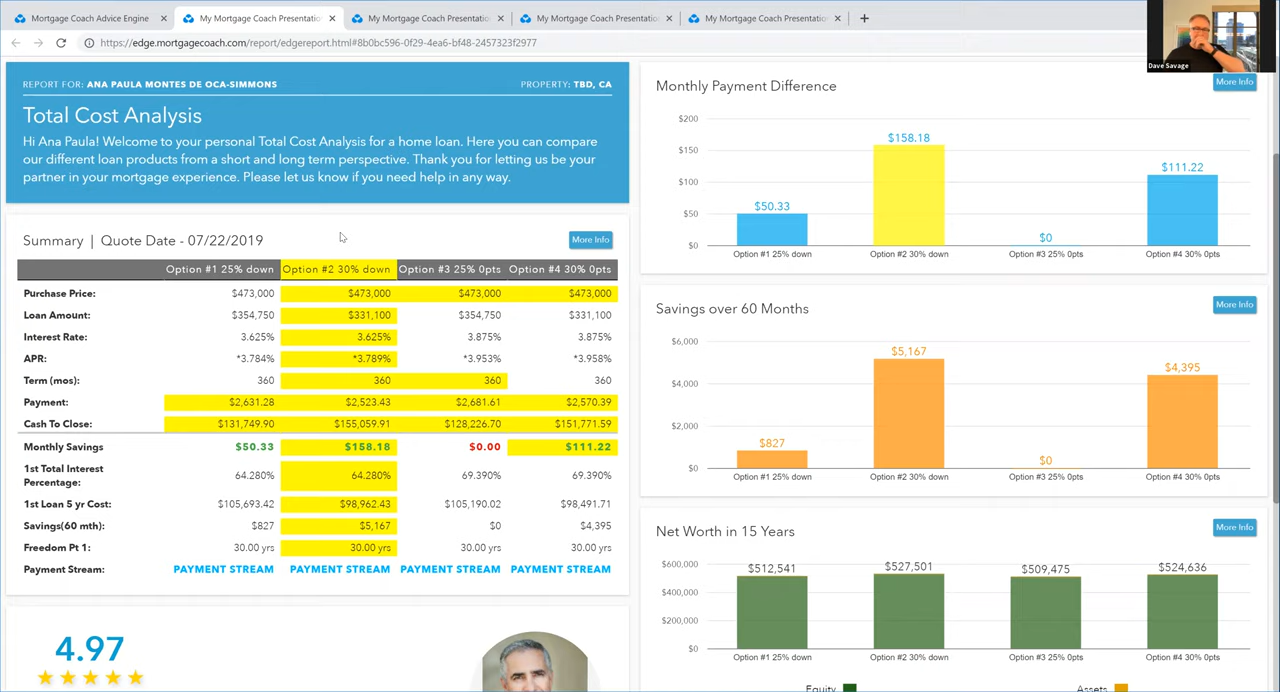 Mortgage Coach Advice Engine
My Mortgage Coach Presentation
My Mortgage Coach Presentation
My Mortgage Coach Presentation
My Mortgage Coach Presentation
https://edge.mortgagecoach.com/report/edgereport.html#8b0bc596-0f29-4ea6-bf48-2457323f2977
Dave Savage
REPORT FOR: ANA PAULA MONTES DE OCA-SIMMONS PROPERTY: TBD, CA
Total Cost Analysis
Hi Ana Paula! Welcome to your personal Total Cost Analysis for a home loan. Here you can compare
our different loan products from a short and long term perspective. Thank you for letting us be your
partner in your mortgage experience. Please let us know if you need help in any way.
Summary | Quote Date - 07/22/2019 More Info
Option #1 25% down Option #2 30% down Option #3 25% 0pts Option #4 30% 0pts
Purchase Price: $473,000 $473,000 $473,000 $473,000
Loan Amount: $354,750 $331,100 $354,750 $331,100
Interest Rate: 3.625% 3.625% 3.875% 3.875%
APR: *3.784% *3.789% *3.953% *3.958%
Term (mos): 360 360 360 360
Payment: $2,631.28 $2,523.43 $2,681.61 $2,570.39
Cash To Close: $131,749.90 $155,059.91 $128,226.70 $151,771.59
Monthly Savings $50.33 $158.18 $0.00 $111.22
1st Total Interest
Percentage: 64.280% 64.280% 69.390% 69.390%
1st Loan 5 yr Cost: $105,693.42 $98,962.43 $105,190.02 $98,491.71
Savings(60 mth): $827 $5,167 $0 $4,395
Freedom Pt 1: 30.00 yrs 30.00 yrs 30.00 yrs 30.00 yrs
Payment Stream: PAYMENT STREAM PAYMENT STREAM PAYMENT STREAM PAYMENT STREAM
4.97
Monthly Payment Difference More Info
$200
$150
$100
$50
$0
$50.33 $158.18 $0 $111.22
Option #1 25% down Option #2 30% down Option #3 25% 0pts Option #4 30% 0pts
Savings over 60 Months More Info
$6,000
$4,000
$2,000
$0
$827 $5,167 $0 $4,395
Option #1 25% down Option #2 30% down Option #3 25% 0pts Option #4 30% 0pts
Net Worth in 15 Years More Info
$600,000
$400,000
$200,000
$0
$512,541 $527,501 $509,475 $524,636
Option #1 25% down Option #2 30% down Option #3 25% 0pts Option #4 30% 0pts
Equity Assets